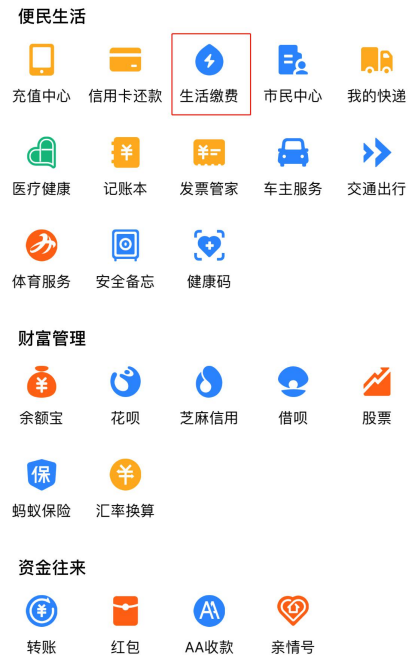 便民生活
充值中心 信用卡还款 生活缴费 市民中心 我的快递
医疗健康 记账本 发票管家 车主服务 交通出行
体育服务 安全备忘 健康码
财富管理
余额宝 花呗 芝麻信用 借呗 股票
保
蚂蚁保险 汇率换算
资金往来
AA
转账 红包 AA收款 亲情号